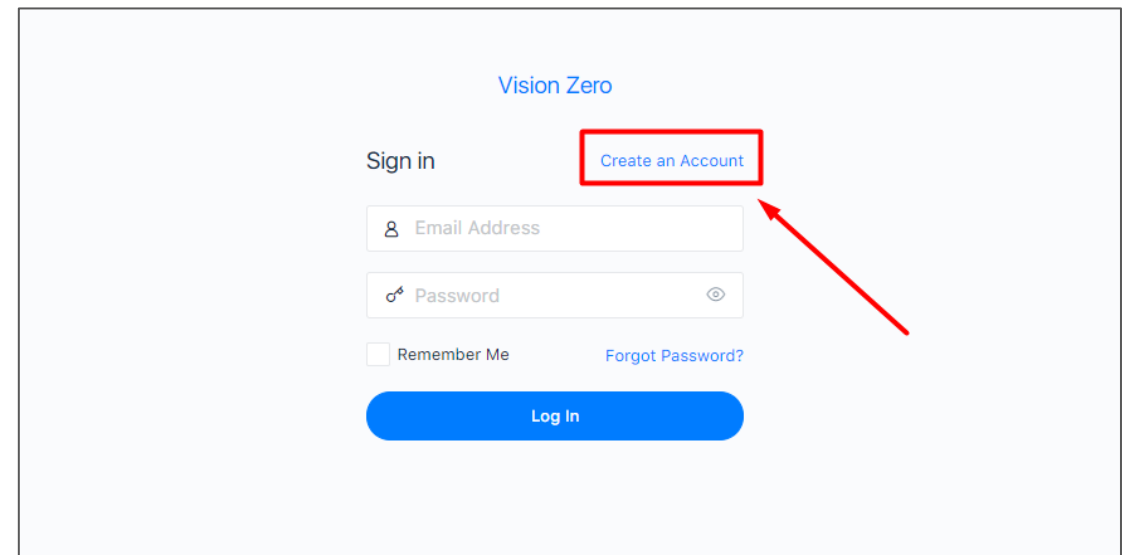 Vision Zero
Sign in
Create an Account
Email Address
Password
Remember Me
Forgot Password?
Log In